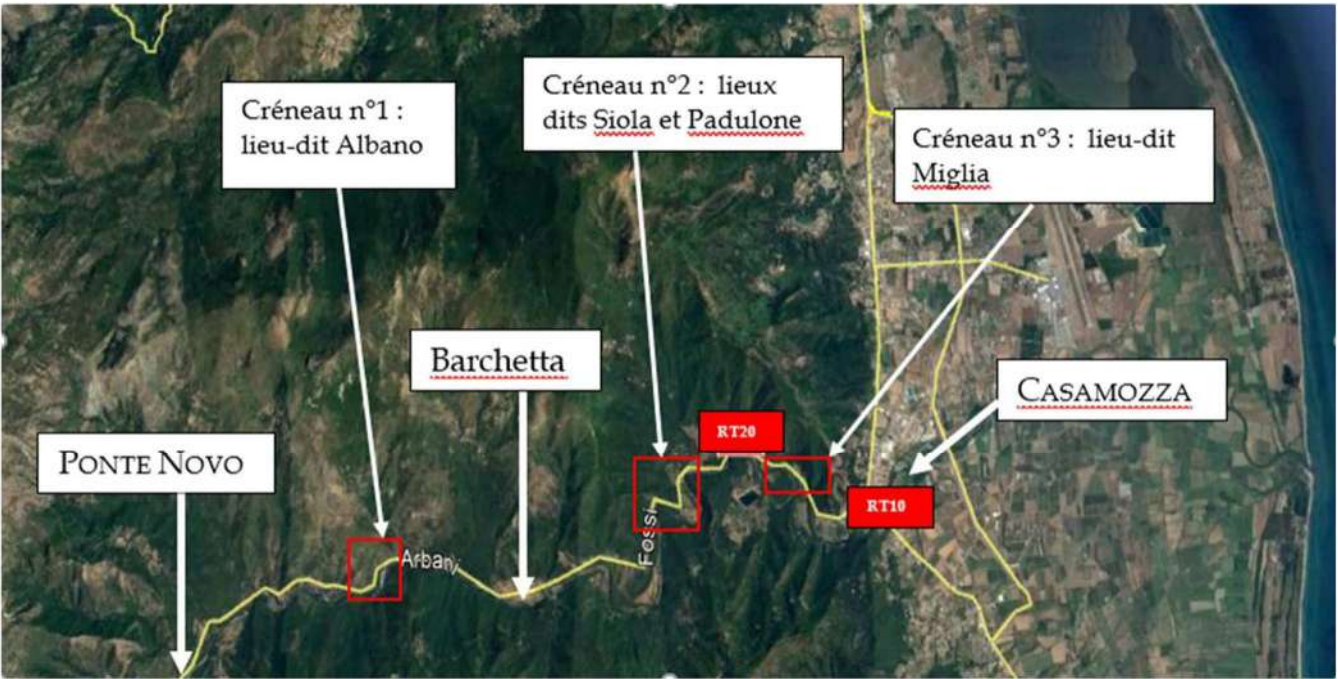 Créneau n°1 :
lieu-dit Albano
Créneau n°2 : lieux
dits Siola et Padulone
Créneau n°3 : lieu-dit
Miglia
Barchetta
CASAMOZZA
RT20
PONTE NOVO
RT10
Fossi
Arbary